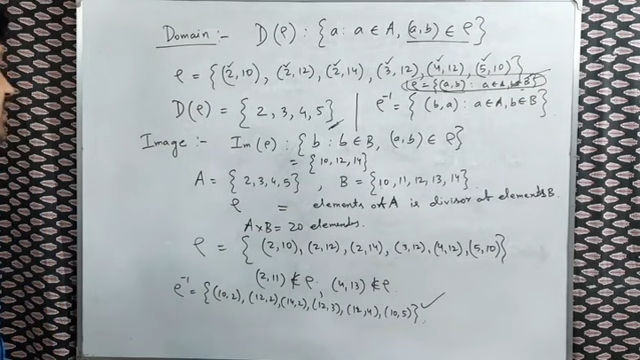 Domain :- D(ρ) : {a : a ∈ A, (a,b) ∈ ρ}
ρ = {(2,10), (2,12), (2,14), (3,12), (4,12), (5,10)}
ρ = {(a,b) : a∈A, b∈B}
D(ρ) = {2, 3, 4, 5} | ρ⁻¹ = {(b,a) : a∈A, b∈B}
Image :- Im(ρ) : {b : b ∈ B, (a,b) ∈ ρ}
= {10, 12, 14}
A = {2, 3, 4, 5} , B = {10, 11, 12, 13, 14}
ρ = elements of A is divisor of elements B.
A×B = 20 elements.
ρ = {(2,10), (2,12), (2,14), (3,12), (4,12), (5,10)}
(2,11) ∉ ρ, (4,13) ∉ ρ
ρ⁻¹ = {(10,2), (12,2), (14,2), (12,3), (12,4), (10,5)} ✓